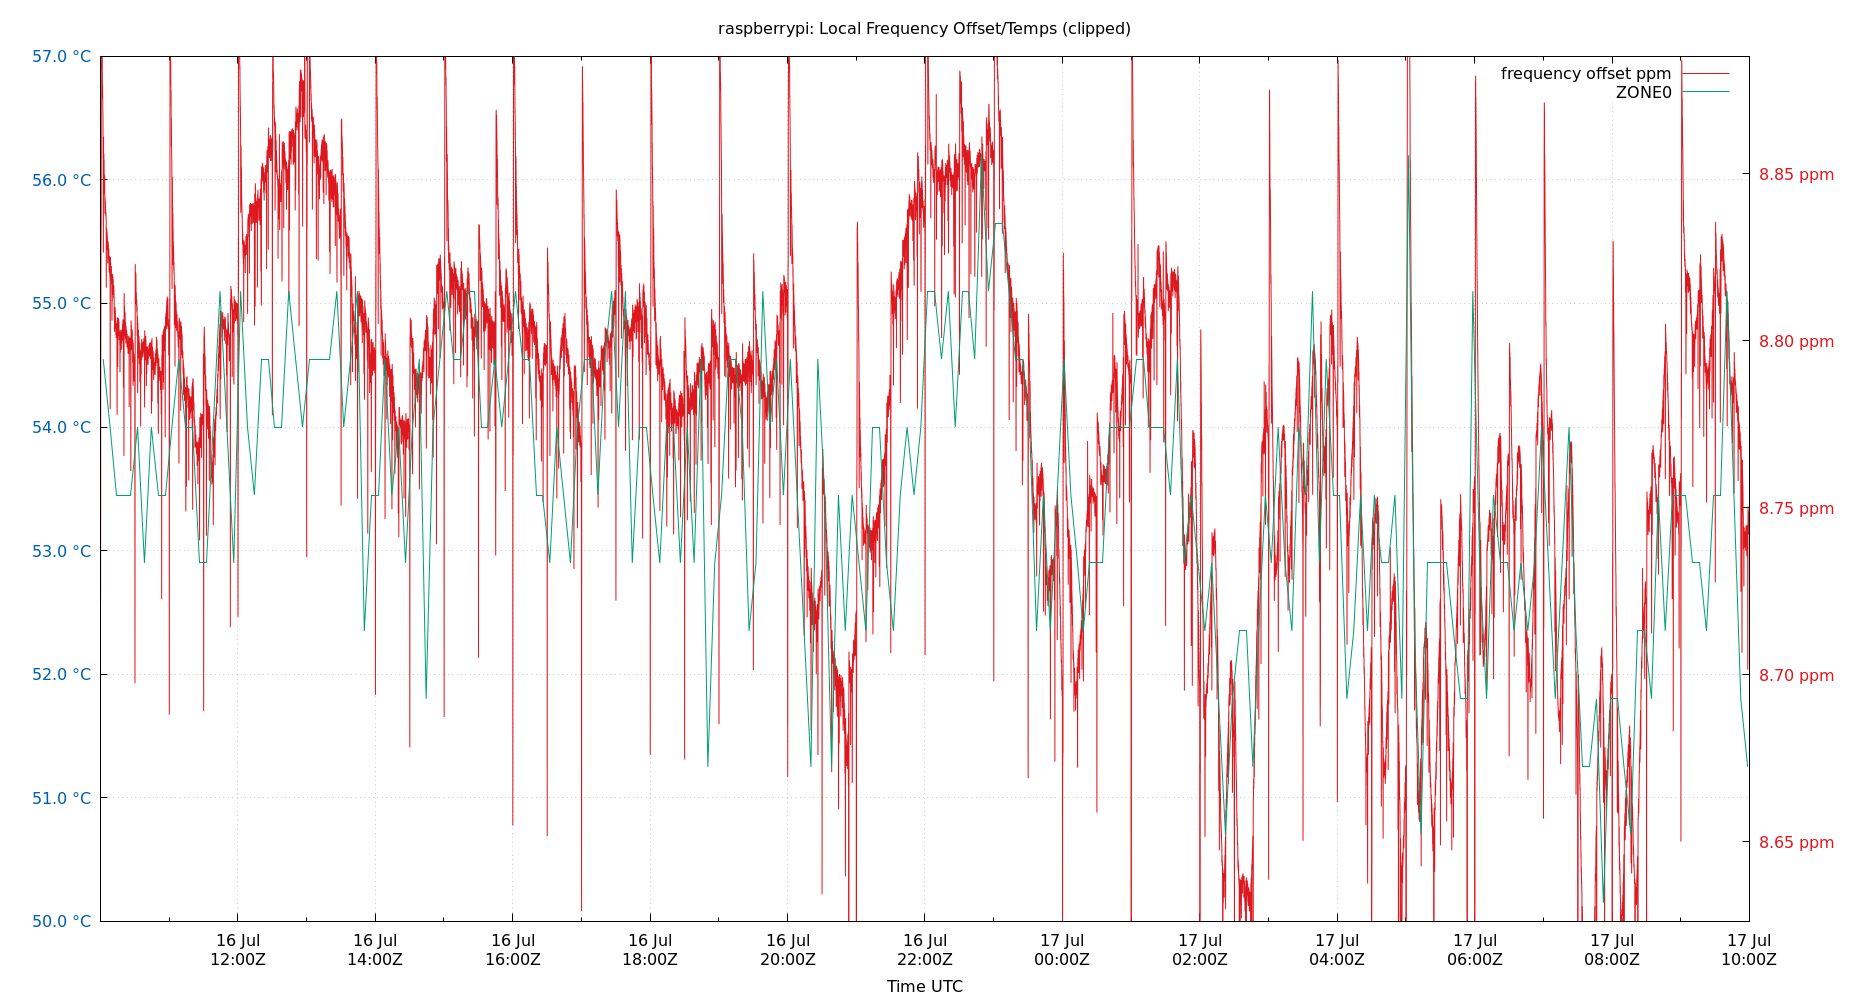 raspberrypi: Local Frequency Offset/Temps (clipped)
frequency offset ppm
ZONE0
57.0 °C
56.0 °C
55.0 °C
54.0 °C
53.0 °C
52.0 °C
51.0 °C
50.0 °C
8.85 ppm
8.80 ppm
8.75 ppm
8.70 ppm
8.65 ppm
16 Jul 16 Jul 16 Jul 16 Jul 16 Jul 16 Jul 17 Jul 17 Jul 17 Jul 17 Jul 17 Jul 17 Jul
12:00Z 14:00Z 16:00Z 18:00Z 20:00Z 22:00Z 00:00Z 02:00Z 04:00Z 06:00Z 08:00Z 10:00Z
Time UTC